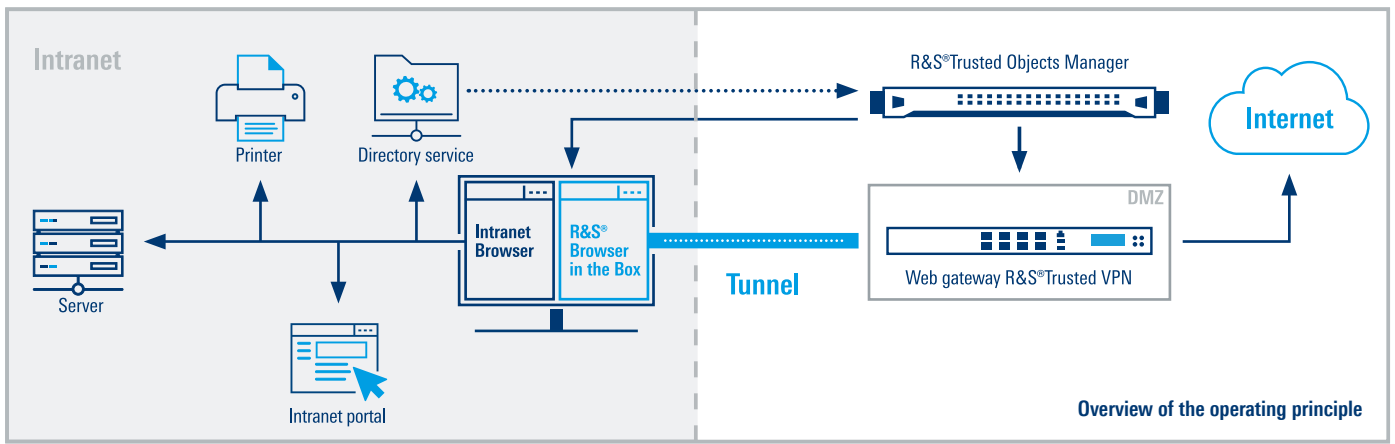 Intranet
R&S®Trusted Objects Manager
Internet
Printer
Directory service
DMZ
Intranet
Browser
R&S®
Browser
in the Box
Tunnel
Web gateway R&S®Trusted VPN
Server
Intranet portal
Overview of the operating principle